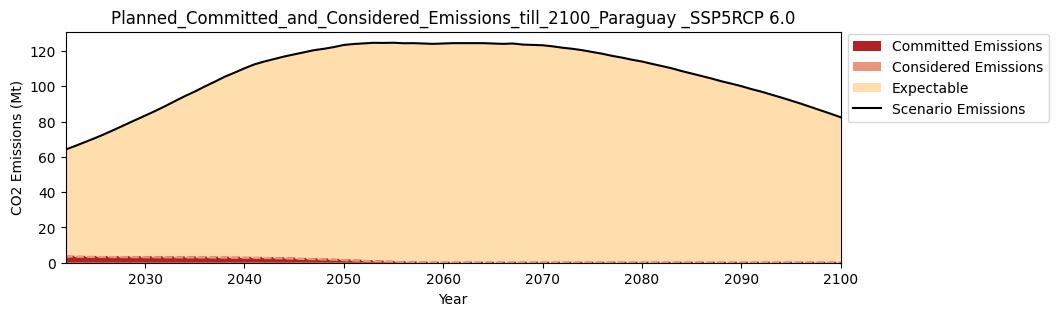 Planned_Committed_and_Considered_Emissions_till_2100_Paraguay _SSP5RCP 6.0
CO2 Emissions (Mt)
120
100
80
60
40
20
0
2030 2040 2050 2060 2070 2080 2090 2100
Year
Committed Emissions
Considered Emissions
Expectable
Scenario Emissions